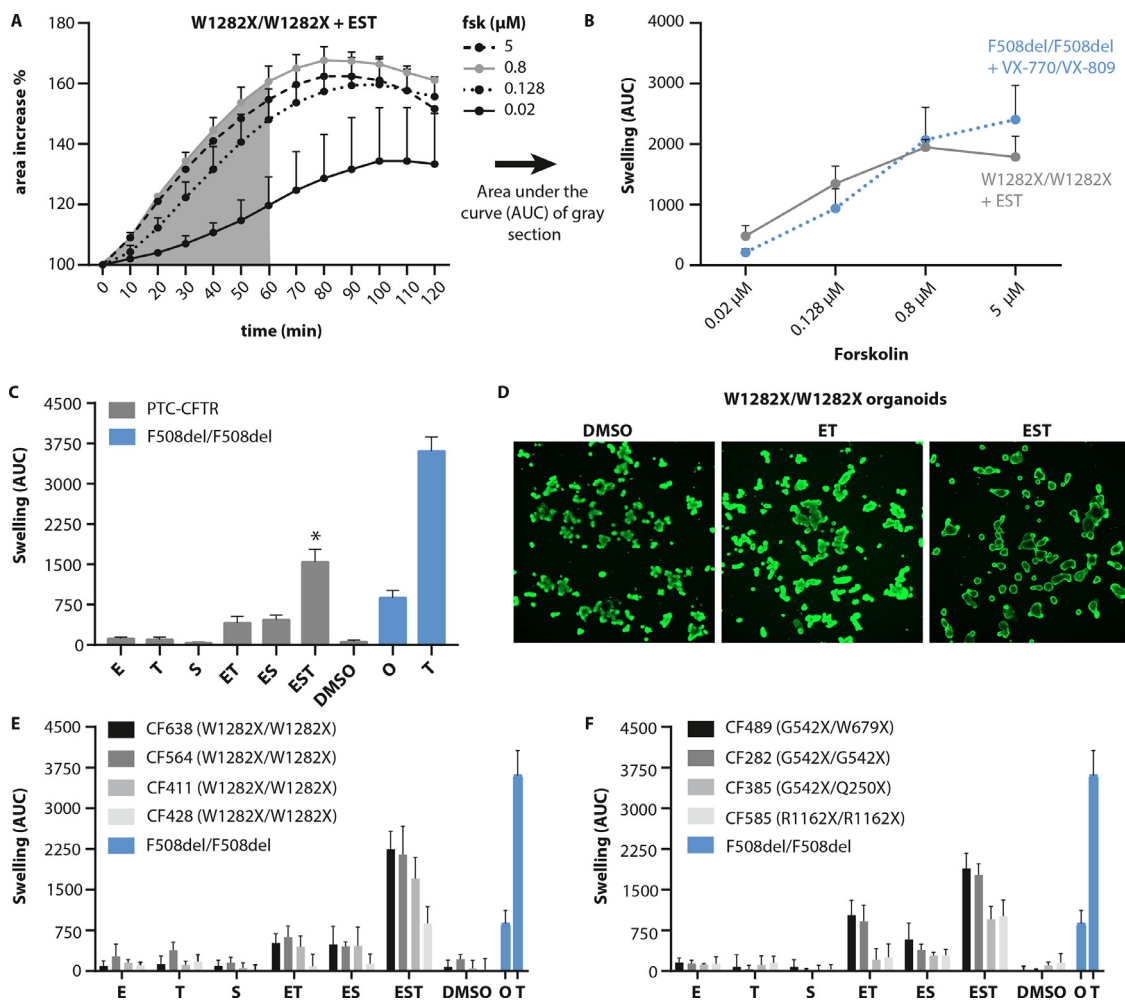 A
W1282X/W1282X + EST
fsk (µM)
5
0.8
0.128
0.02
180
160
140
120
100
area increase %
0 10 20 30 40 50 60 70 80 90 100 110 120
time (min)
Area under the
curve (AUC) of gray
section
B
4000
3000
2000
1000
0
Swelling (AUC)
F508del/F508del
+ VX-770/VX-809
W1282X/W1282X
+ EST
0.02 µM 0.128 µM 0.8 µM 5 µM
Forskolin
C
4500
3750
3000
2250
1500
750
0
Swelling (AUC)
PTC-CFTR
F508del/F508del
*
E T S ET ES EST DMSO O T
D
W1282X/W1282X organoids
DMSO ET EST
E
4500
3750
3000
2250
1500
750
0
Swelling (AUC)
CF638 (W1282X/W1282X)
CF564 (W1282X/W1282X)
CF411 (W1282X/W1282X)
CF428 (W1282X/W1282X)
F508del/F508del
E T S ET ES EST DMSO O T
F
4500
3750
3000
2250
1500
750
0
Swelling (AUC)
CF489 (G542X/W679X)
CF282 (G542X/G542X)
CF385 (G542X/Q250X)
CF585 (R1162X/R1162X)
F508del/F508del
E T S ET ES EST DMSO O T